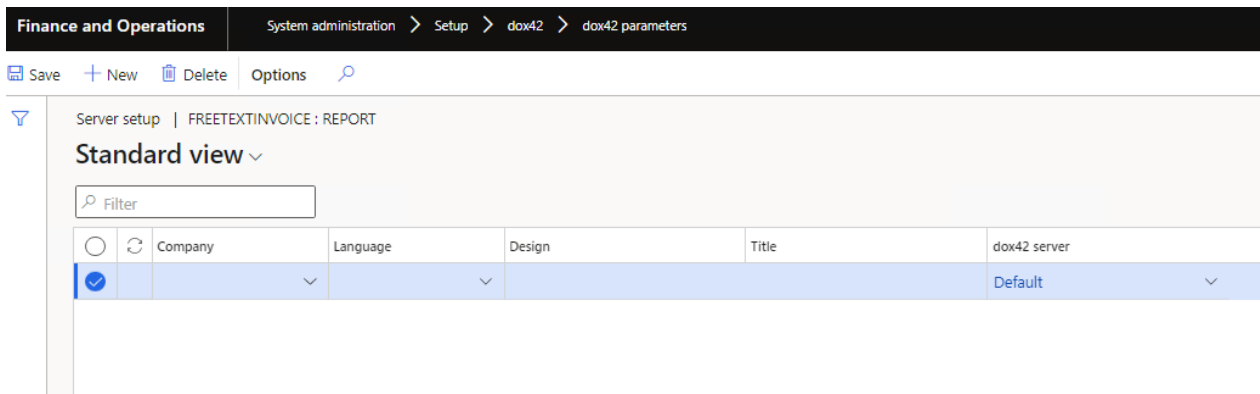 Finance and Operations System administration Setup dox42 dox42 parameters
Save New Delete Options
Server setup | FREETEXTINVOICE : REPORT
Standard view
Filter
Company Language Design Title dox42 server
Default